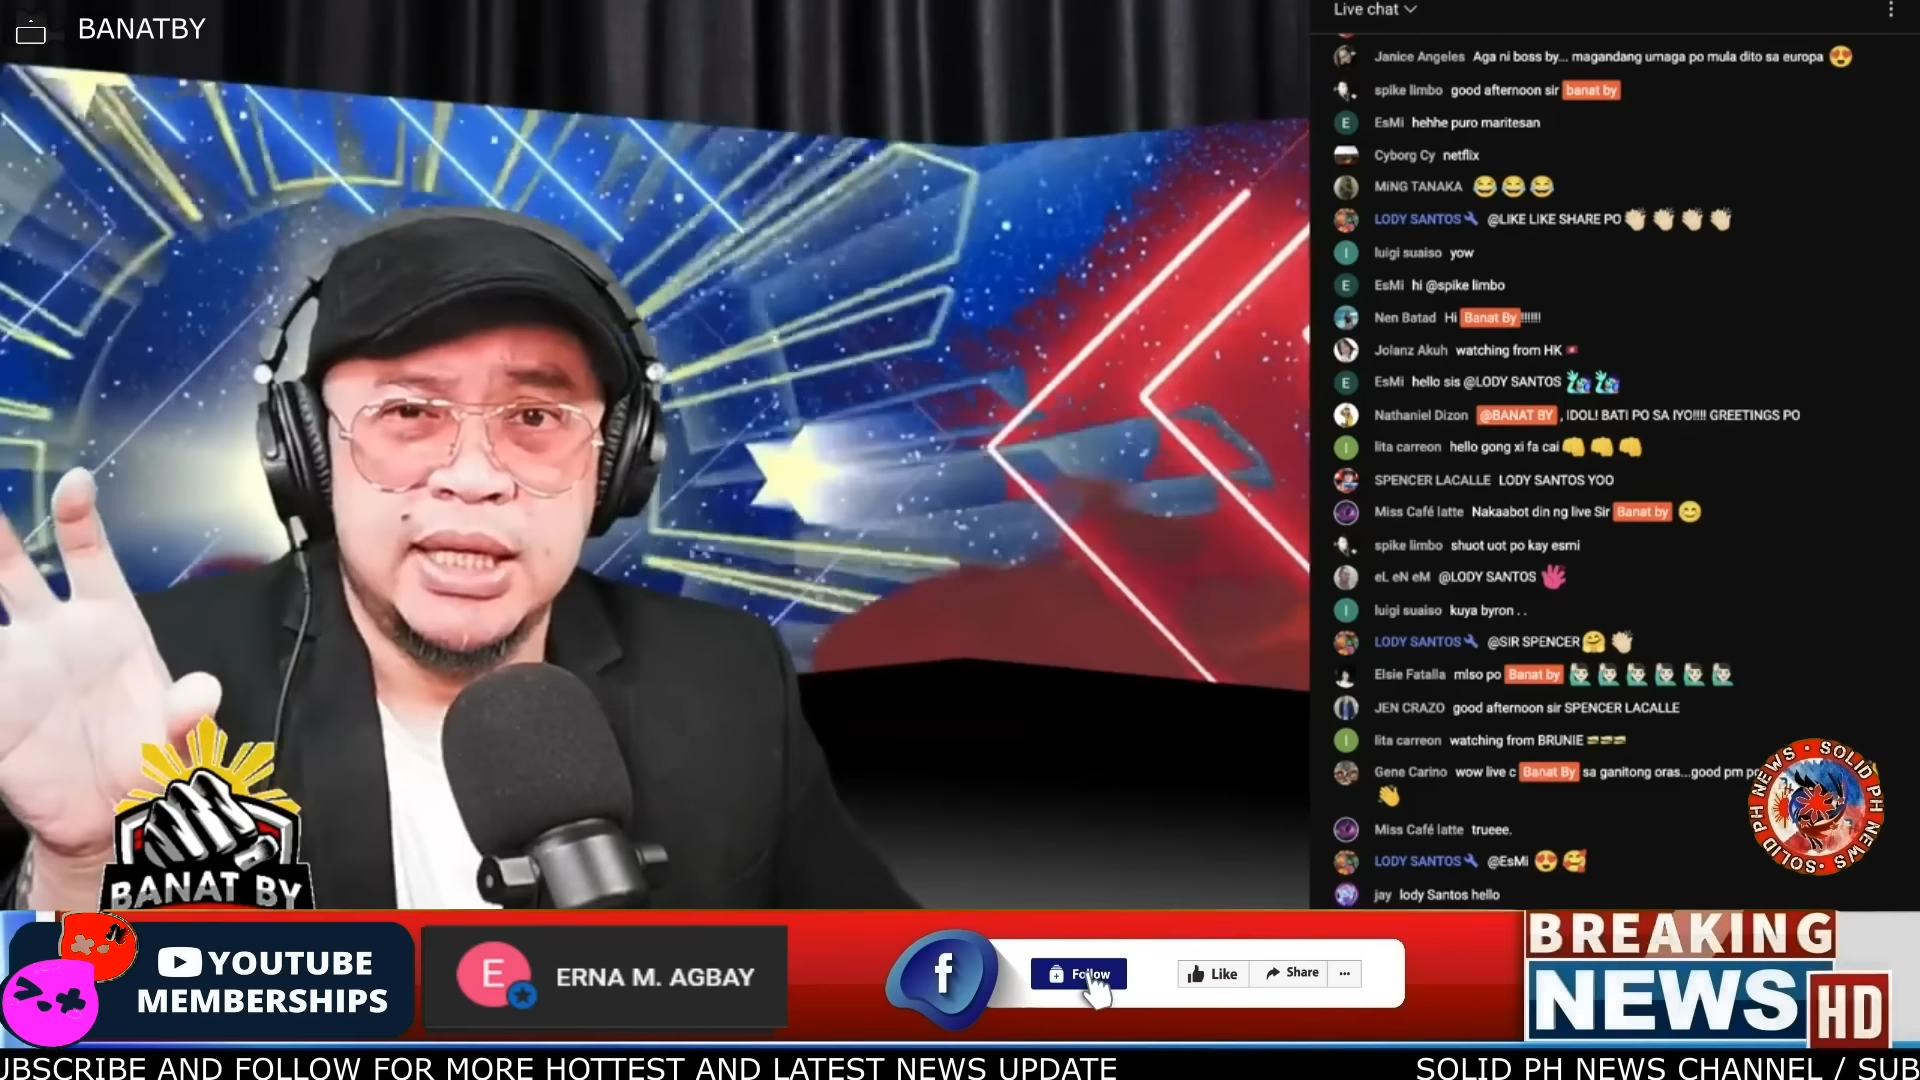 BANATBY
Live chat
Janice Angeles Aga ni boss by... magandang umaga po mula dito sa europa
spike limbo good afternoon sir banat by
E EsMi hehhe puro maritesan
Cyborg Cy netflix
MiNG TANAKA
LODY SANTOS @LIKE LIKE SHARE PO
l luigi suaiso yow
E EsMi hi @spike limbo
Nen Batad Hi Banat By !!!!!!!
Jolanz Akuh watching from HK
E EsMi hello sis @LODY SANTOS
Nathaniel Dizon @BANAT BY , IDOL! BATI PO SA IYO!!!! GREETINGS PO
l lita carreon hello gong xi fa cai
SPENCER LACALLE LODY SANTOS YOO
Miss Café latte Nakaabot din ng live Sir Banat by
spike limbo shuot uot po kay esmi
eL eN eM @LODY SANTOS
l luigi suaiso kuya byron . .
LODY SANTOS @SIR SPENCER
Elsie Fatalla mlso po Banat by
JEN CRAZO good afternoon sir SPENCER LACALLE
l lita carreon watching from BRUNIE
Gene Carino wow live c Banat By sa ganitong oras...good pm
Miss Café latte trueee.
LODY SANTOS @EsMi
jay lody Santos hello
SOLID PH NEWS • SOLID PH NEWS •
BANAT BY
YOUTUBE
MEMBERSHIPS
E ERNA M. AGBAY
f Follow Like Share ...
BREAKING
NEWS HD
UBSCRIBE AND FOLLOW FOR MORE HOTTEST AND LATEST NEWS UPDATE SOLID PH NEWS CHANNEL / SUB